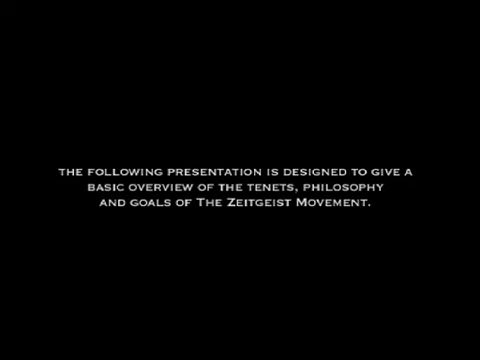 THE FOLLOWING PRESENTATION IS DESIGNED TO GIVE A
BASIC OVERVIEW OF THE TENETS, PHILOSOPHY
AND GOALS OF THE ZEITGEIST MOVEMENT.